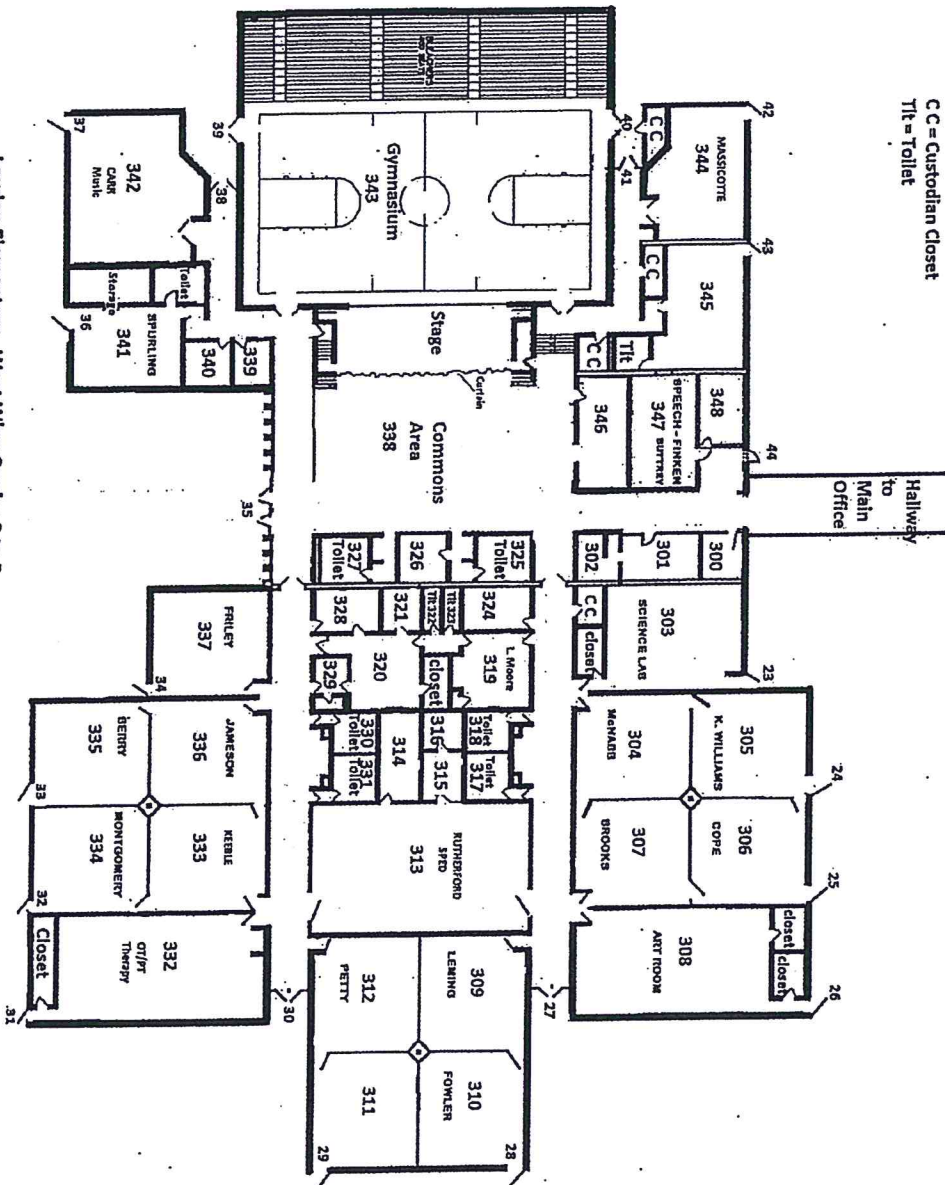 C C = Custodian Closet
Tlt = Toilet
BLEACHERS
42
MASSICOTTE
344
C C
40
41
43
345
C C
Tlt
C C
348
SPEECH - FINKEN
347 BUTTREY
346
44
Hallway
to
Main
Office
Gymnasium
343
39
38
37
342
CARR
Music
Toilet
Storage
SPURLING
341
36
340
339
Stage
Curtain
Commons
Area
338
35
300
301
302
325
Toilet
326
327
Toilet
303
SCIENCE LAB
C C
closet
23
324
Tlt 323
Tlt 322
321
328
319
L. Moore
closet
320
329
FRILEY
337
34
K. WILLIAMS
305
304
McNABB
24
COPE
306
307
BROOKS
25
Toilet
318
316
314
330
Toilet
Toilet
317
315
331
Toilet
JAMESON
336
335
BERRY
33
KEEBLE
333
334
MONTGOMERY
32
RUTHERFORD
SPED
313
closet
closet
308
ART ROOM
26
332
OT/PT
Therapy
Closet
31
27
30
LEMING
309
312
PETTY
310
FOWLER
311
28
29